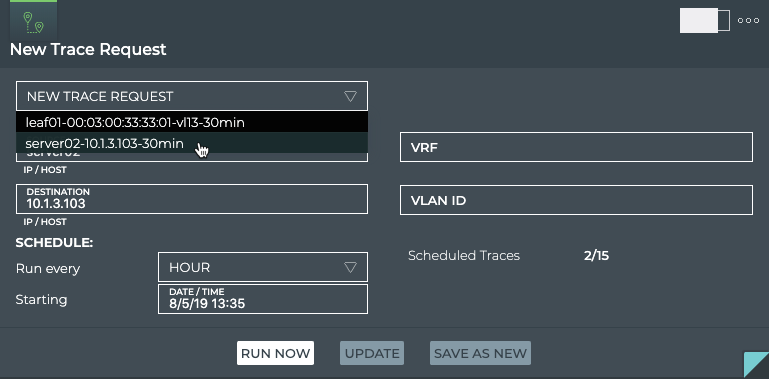 New Trace Request
NEW TRACE REQUEST
leaf01-00:03:00:33:33:01-vl13-30min
server02-10.1.3.103-30min
server02
IP / HOST
VRF
DESTINATION
10.1.3.103
IP / HOST
VLAN ID
SCHEDULE:
Run every
HOUR
Scheduled Traces
2/15
Starting
DATE / TIME
8/5/19 13:35
RUN NOW
UPDATE
SAVE AS NEW